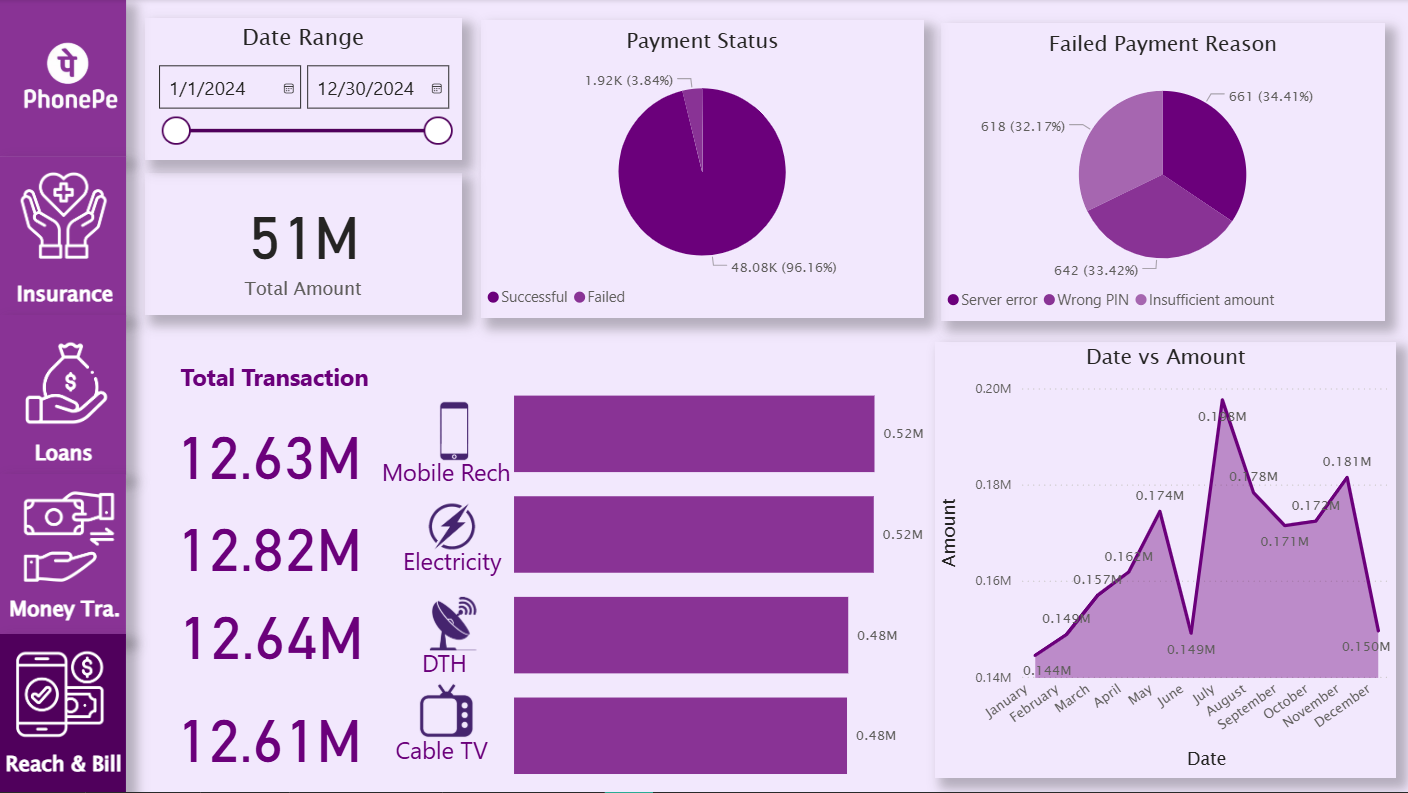 पे
PhonePe
Insurance
Loans
Money Tra.
Reach & Bill
Date Range
1/1/2024
12/30/2024
51M
Total Amount
Payment Status
1.92K (3.84%)
48.08K (96.16%)
Successful Failed
Failed Payment Reason
661 (34.41%)
618 (32.17%)
642 (33.42%)
Server error Wrong PIN Insufficient amount
Total Transaction
12.63M
Mobile Rech
0.52M
12.82M
Electricity
0.52M
12.64M
DTH
0.48M
12.61M
Cable TV
0.48M
Date vs Amount
Amount
0.20M
0.18M
0.16M
0.14M
0.144M
0.149M
0.157M
0.162M
0.174M
0.149M
0.198M
0.178M
0.171M
0.172M
0.181M
0.150M
January
February
March
April
May
June
July
August
September
October
November
December
Date